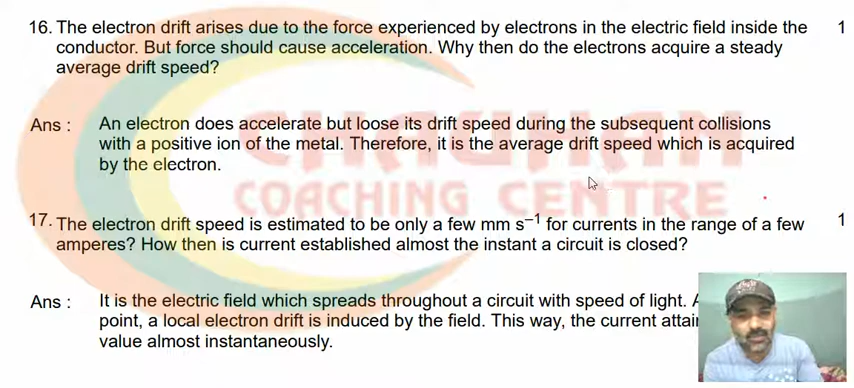 16. The electron drift arises due to the force experienced by electrons in the electric field inside the 1
conductor. But force should cause acceleration. Why then do the electrons acquire a steady
average drift speed?
Ans : An electron does accelerate but loose its drift speed during the subsequent collisions
with a positive ion of the metal. Therefore, it is the average drift speed which is acquired
by the electron.
CHAUHAN
COACHING CENTRE
17. The electron drift speed is estimated to be only a few mm s⁻¹ for currents in the range of a few 1
amperes? How then is current established almost the instant a circuit is closed?
Ans : It is the electric field which spreads throughout a circuit with speed of light.
point, a local electron drift is induced by the field. This way, the current attai
value almost instantaneously.